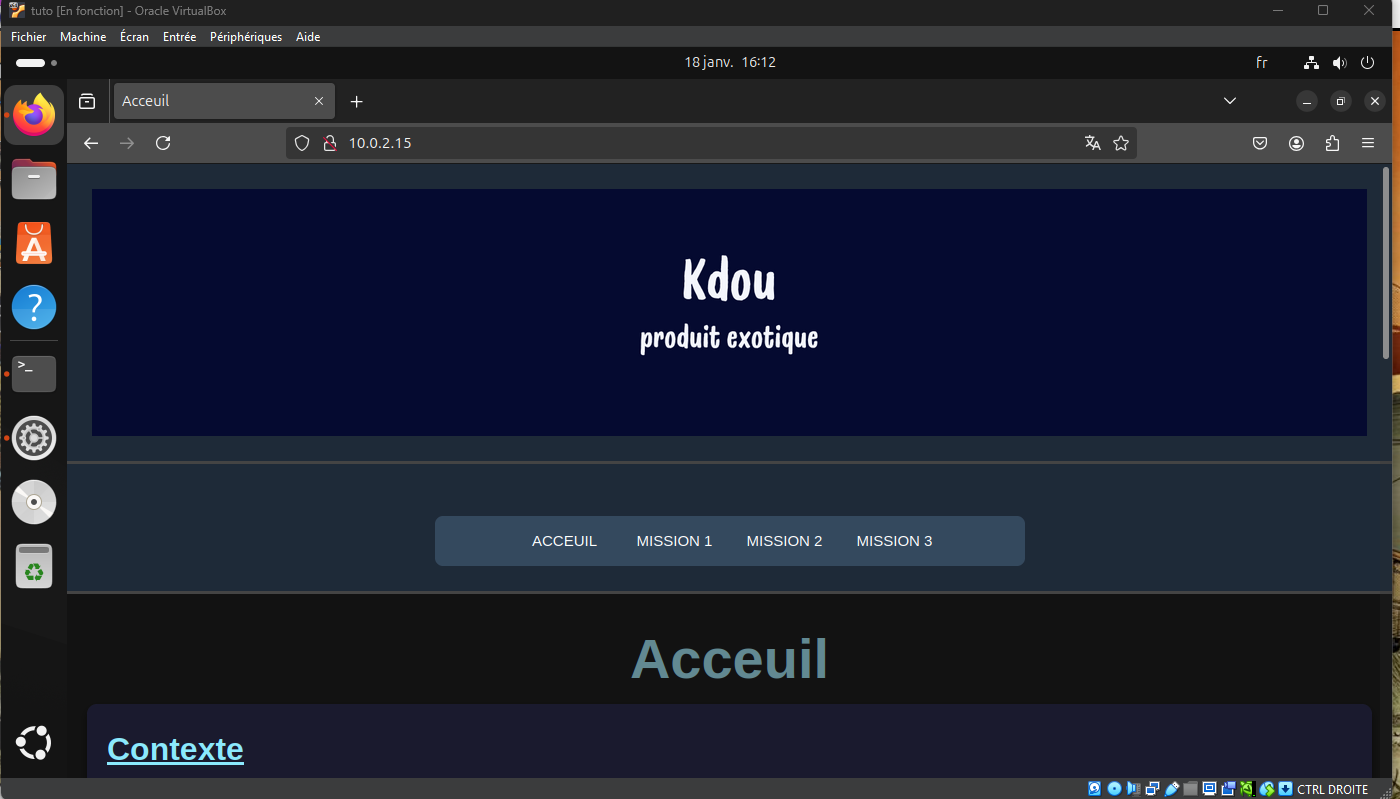 tuto [En fonction] - Oracle VirtualBox
Fichier Machine Écran Entrée Périphériques Aide
18 janv. 16:12
fr
Acceuil
10.0.2.15
Kdou
produit exotique
ACCEUIL MISSION 1 MISSION 2 MISSION 3
Acceuil
Contexte
CTRL DROITE